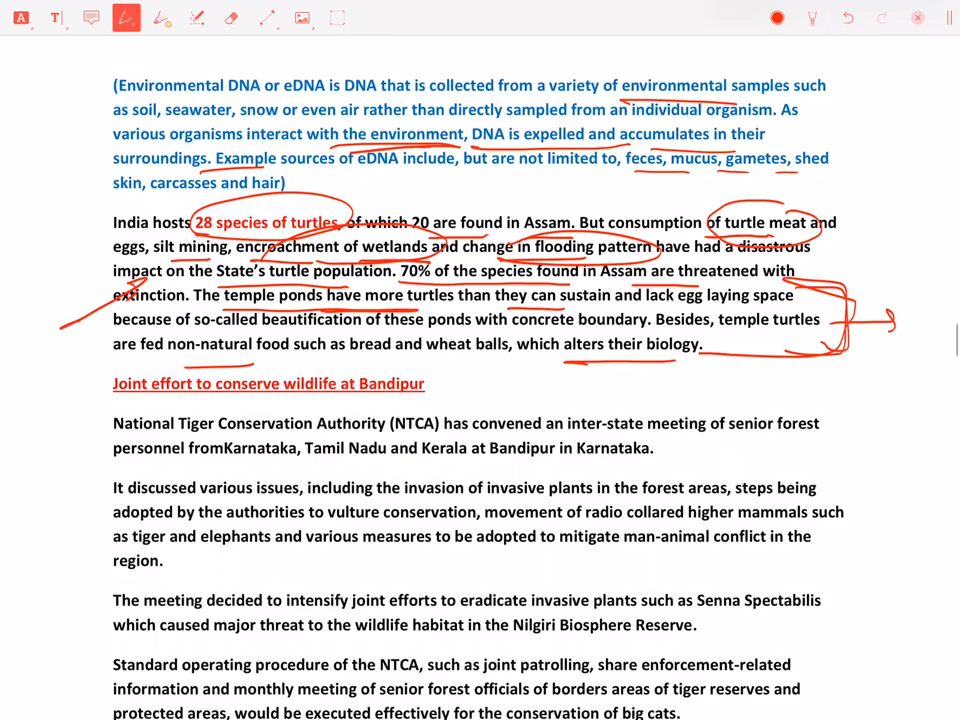 A T
(Environmental DNA or eDNA is DNA that is collected from a variety of environmental samples such
as soil, seawater, snow or even air rather than directly sampled from an individual organism. As
various organisms interact with the environment, DNA is expelled and accumulates in their
surroundings. Example sources of eDNA include, but are not limited to, feces, mucus, gametes, shed
skin, carcasses and hair)
India hosts 28 species of turtles, of which 20 are found in Assam. But consumption of turtle meat and
eggs, silt mining, encroachment of wetlands and change in flooding pattern have had a disastrous
impact on the State’s turtle population. 70% of the species found in Assam are threatened with
extinction. The temple ponds have more turtles than they can sustain and lack egg laying space
because of so-called beautification of these ponds with concrete boundary. Besides, temple turtles
are fed non-natural food such as bread and wheat balls, which alters their biology.
Joint effort to conserve wildlife at Bandipur
National Tiger Conservation Authority (NTCA) has convened an inter-state meeting of senior forest
personnel fromKarnataka, Tamil Nadu and Kerala at Bandipur in Karnataka.
It discussed various issues, including the invasion of invasive plants in the forest areas, steps being
adopted by the authorities to vulture conservation, movement of radio collared higher mammals such
as tiger and elephants and various measures to be adopted to mitigate man-animal conflict in the
region.
The meeting decided to intensify joint efforts to eradicate invasive plants such as Senna Spectabilis
which caused major threat to the wildlife habitat in the Nilgiri Biosphere Reserve.
Standard operating procedure of the NTCA, such as joint patrolling, share enforcement-related
information and monthly meeting of senior forest officials of borders areas of tiger reserves and
protected areas, would be executed effectively for the conservation of big cats.